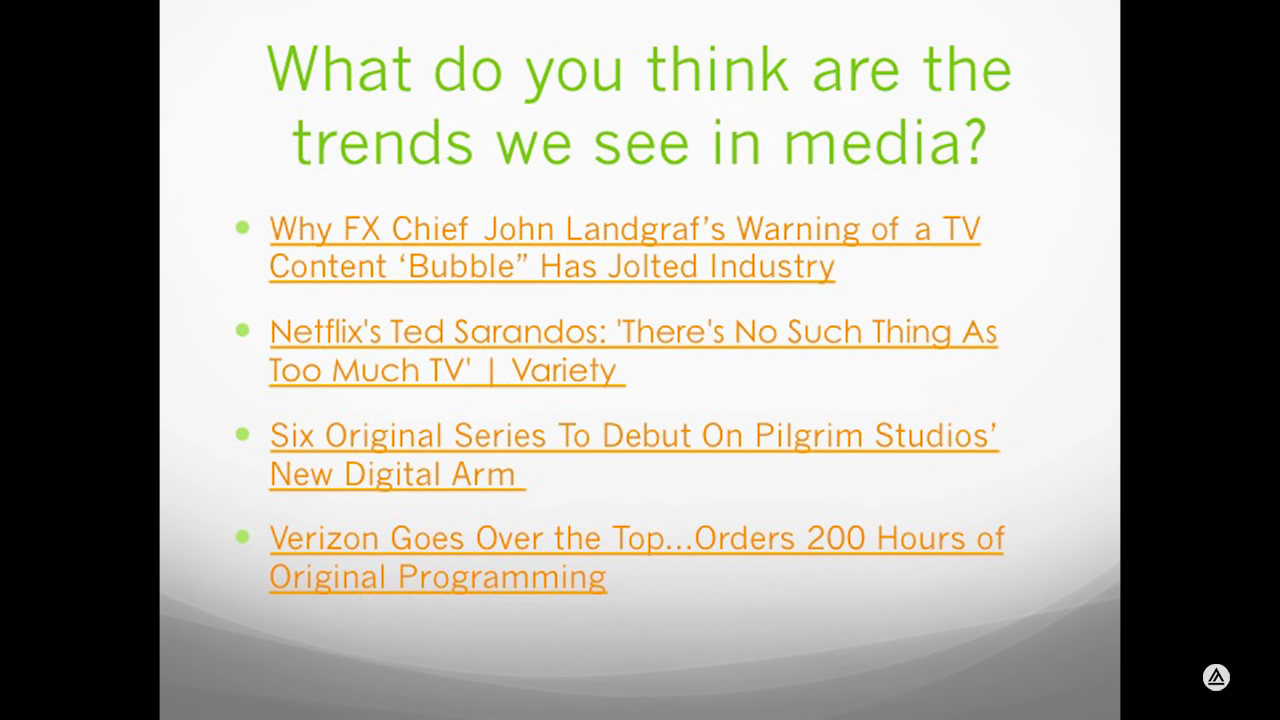 What do you think are the
trends we see in media?
Why FX Chief John Landgraf’s Warning of a TV
Content ‘Bubble” Has Jolted Industry
Netflix's Ted Sarandos: 'There's No Such Thing As
Too Much TV' | Variety
Six Original Series To Debut On Pilgrim Studios’
New Digital Arm
Verizon Goes Over the Top...Orders 200 Hours of
Original Programming